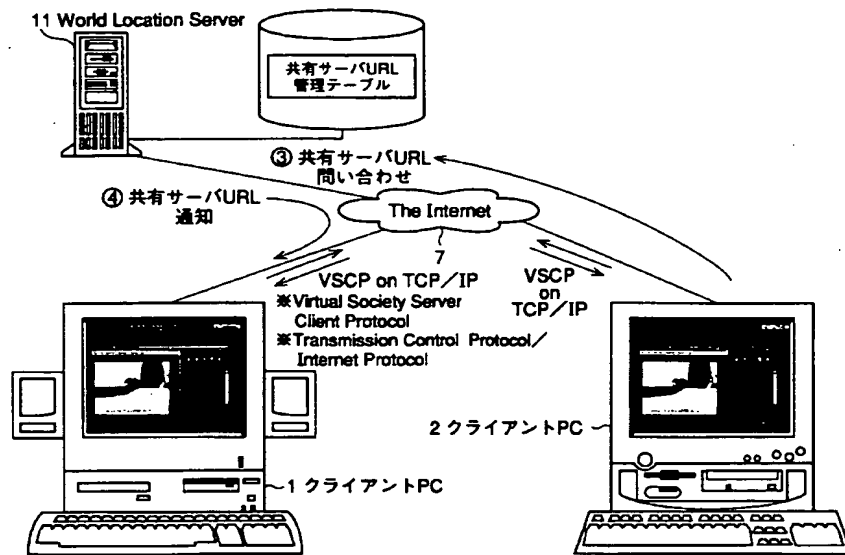 11 World Location Server
共有サーバURL
管理テーブル
③ 共有サーバURL
問い合わせ
④ 共有サーバURL
通知
The Internet
7
VSCP on TCP/IP
※Virtual Society Server
Client Protocol
※Transmission Control Protocol/
Internet Protocol
VSCP
on
TCP/IP
2 クライアントPC
1 クライアントPC